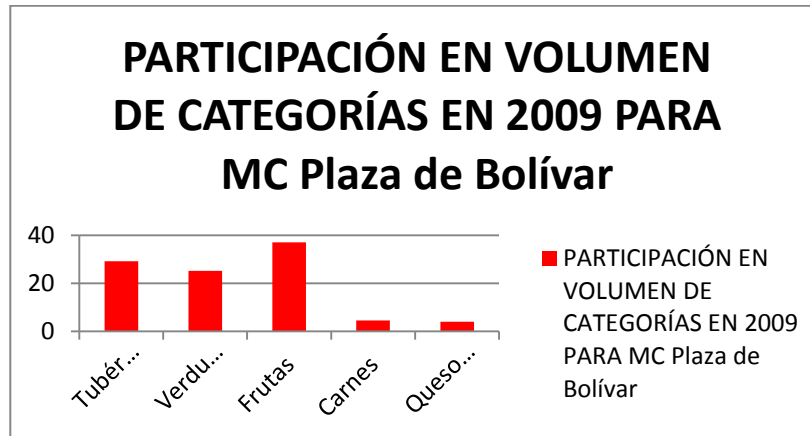 PARTICIPACIÓN EN VOLUMEN
DE CATEGORÍAS EN 2009 PARA
MC Plaza de Bolívar
40
20
0
Tubér...
Verdu...
Frutas
Carnes
Queso...
PARTICIPACIÓN EN
VOLUMEN DE
CATEGORÍAS EN 2009
PARA MC Plaza de
Bolívar